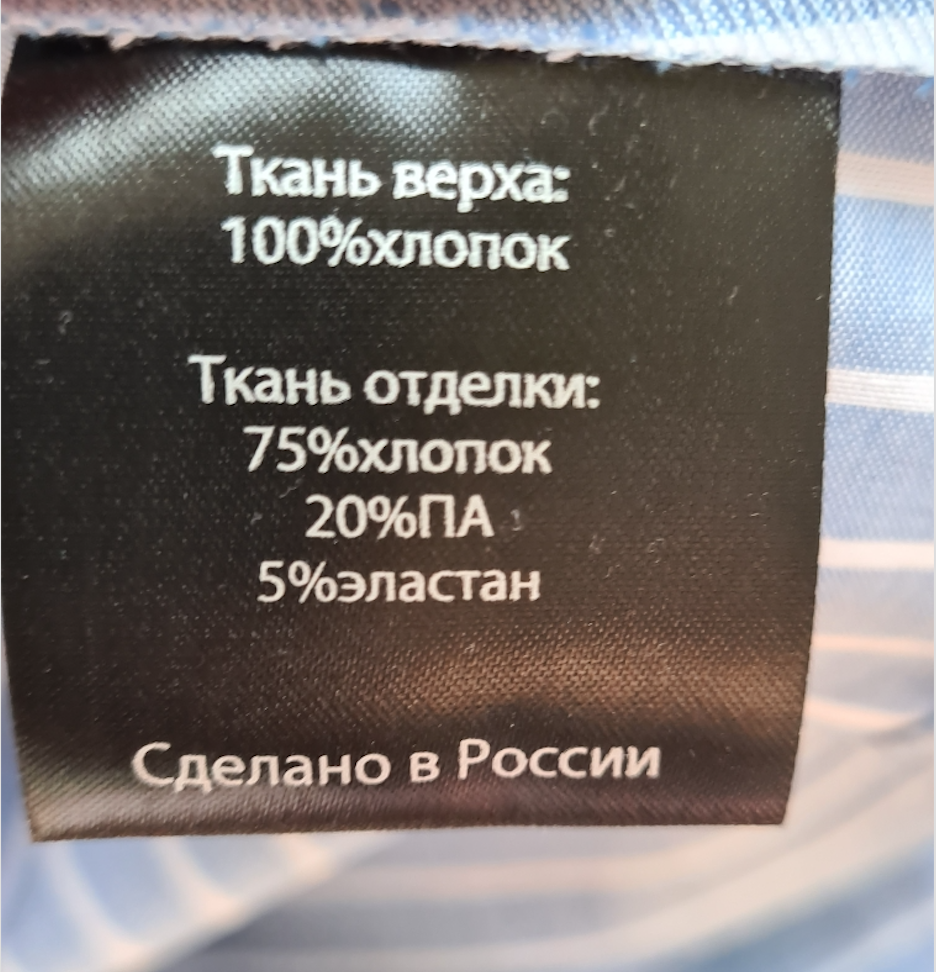 Ткань верха:
100%хлопок
Ткань отделки:
75%хлопок
20%ПА
5%эластан
Сделано в России